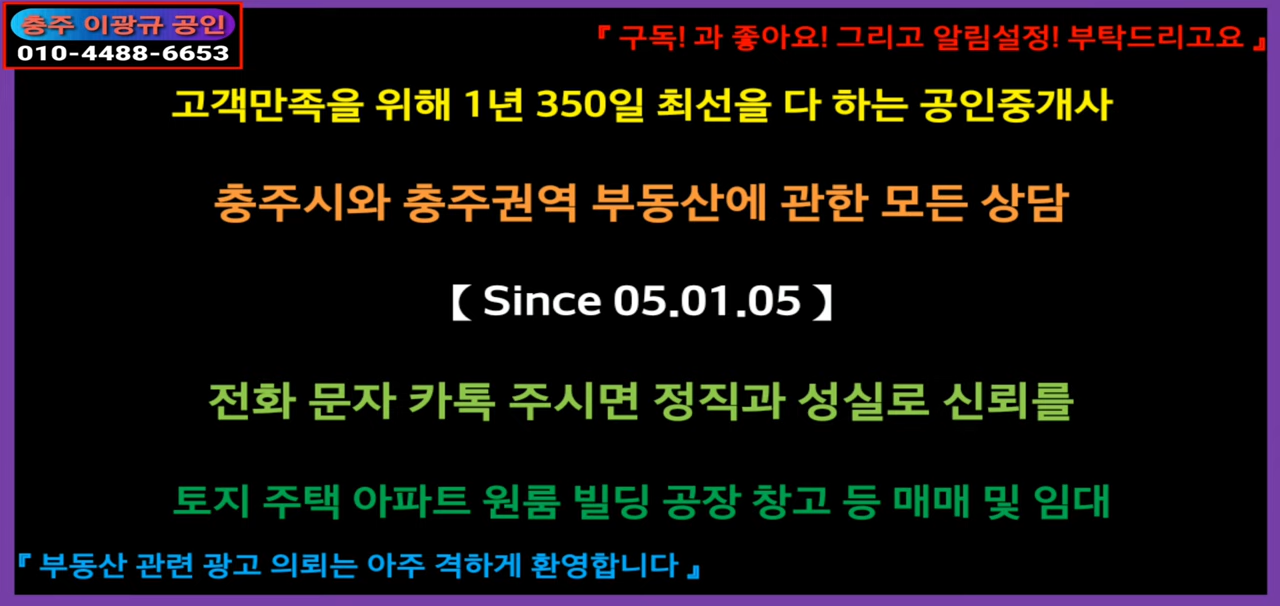 충주 이광규 공인
010-4488-6653
『 구독! 과 좋아요! 그리고 알림설정! 부탁드리고요 』
고객만족을 위해 1년 350일 최선을 다 하는 공인중개사
충주시와 충주권역 부동산에 관한 모든 상담
【 Since 05.01.05 】
전화 문자 카톡 주시면 정직과 성실로 신뢰를
토지 주택 아파트 원룸 빌딩 공장 창고 등 매매 및 임대
『 부동산 관련 광고 의뢰는 아주 격하게 환영합니다 』